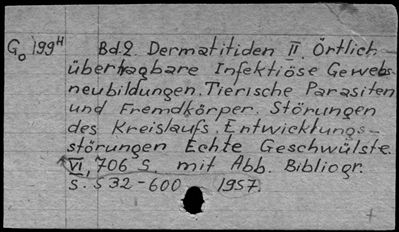 G₀ 199ᴴ Bd.2. Dermatitiden II. Örtlich
übertragbare Infektiöse Gewebs-
neubildungen. Tierische Parasiten
und Fremdkörper. Störungen
des Kreislaufs. Entwicklungs-
störungen Echte Geschwülste.
VI, 706 S. mit Abb. Bibliogr.
S. 532-600 1957.